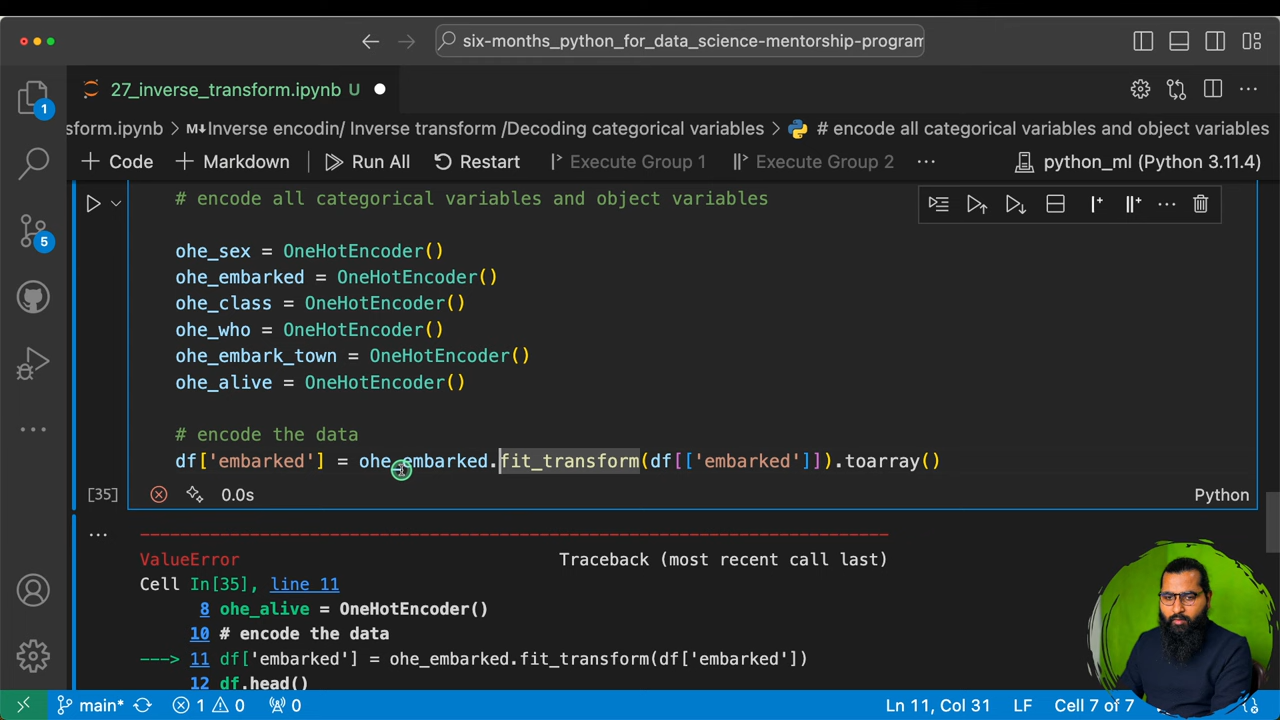 six-months_python_for_data_science-mentorship-program
27_inverse_transform.ipynb U
sform.ipynb > M↓Inverse encodin/ Inverse transform /Decoding categorical variables > # encode all categorical variables and object variables
+ Code + Markdown Run All Restart Execute Group 1 Execute Group 2 ...
1
# encode all categorical variables and object variables
5
ohe_sex = OneHotEncoder()
ohe_embarked = OneHotEncoder()
ohe_class = OneHotEncoder()
ohe_who = OneHotEncoder()
ohe_embark_town = OneHotEncoder()
ohe_alive = OneHotEncoder()
# encode the data
df['embarked'] = ohe_embarked.fit_transform(df[['embarked']]).toarray()
[35] 0.0s Python
ValueError Traceback (most recent call last)
Cell In[35], line 11
8 ohe_alive = OneHotEncoder()
10 # encode the data
---> 11 df['embarked'] = ohe_embarked.fit_transform(df['embarked'])
12 df.head()
python_ml (Python 3.11.4)
main* 1 0 0 Ln 11, Col 31 LF Cell 7 of 7